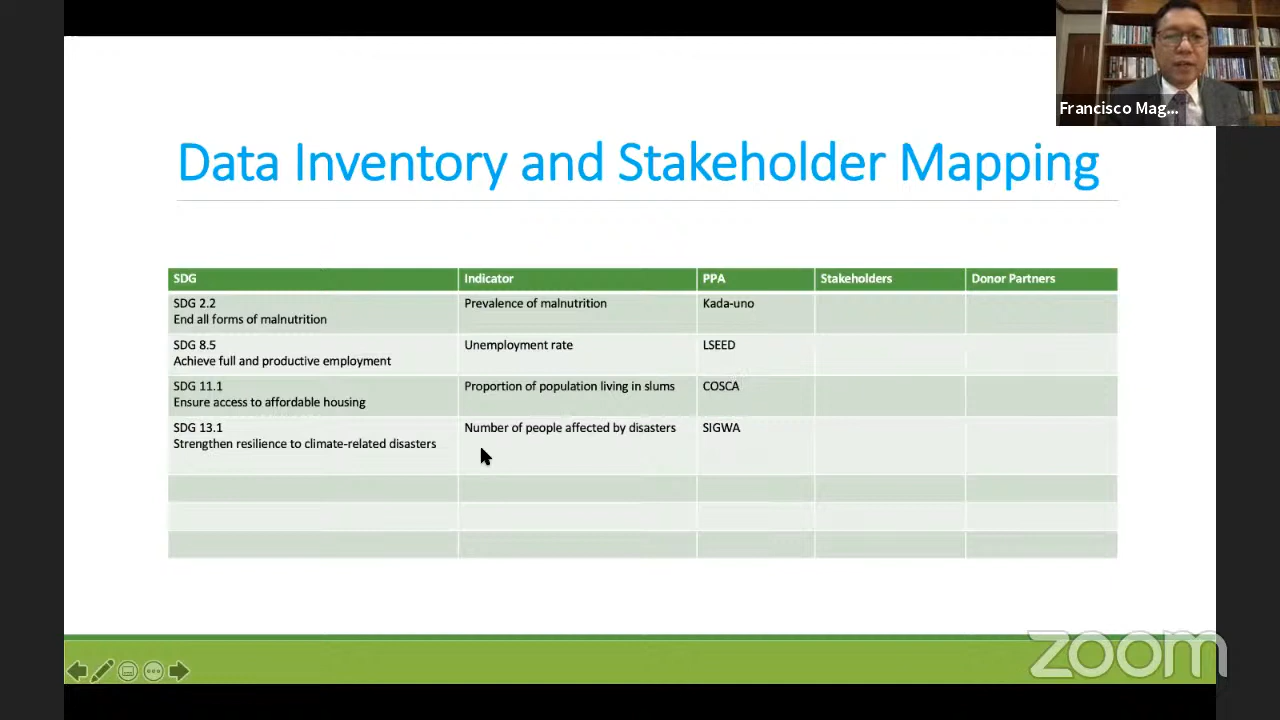 Francisco Mag...
Data Inventory and Stakeholder Mapping
SDG Indicator PPA Stakeholders Donor Partners
SDG 2.2 Prevalence of malnutrition Kada-uno
End all forms of malnutrition
SDG 8.5 Unemployment rate LSEED
Achieve full and productive employment
SDG 11.1 Proportion of population living in slums COSCA
Ensure access to affordable housing
SDG 13.1 Number of people affected by disasters SIGWA
Strengthen resilience to climate-related disasters
zoom